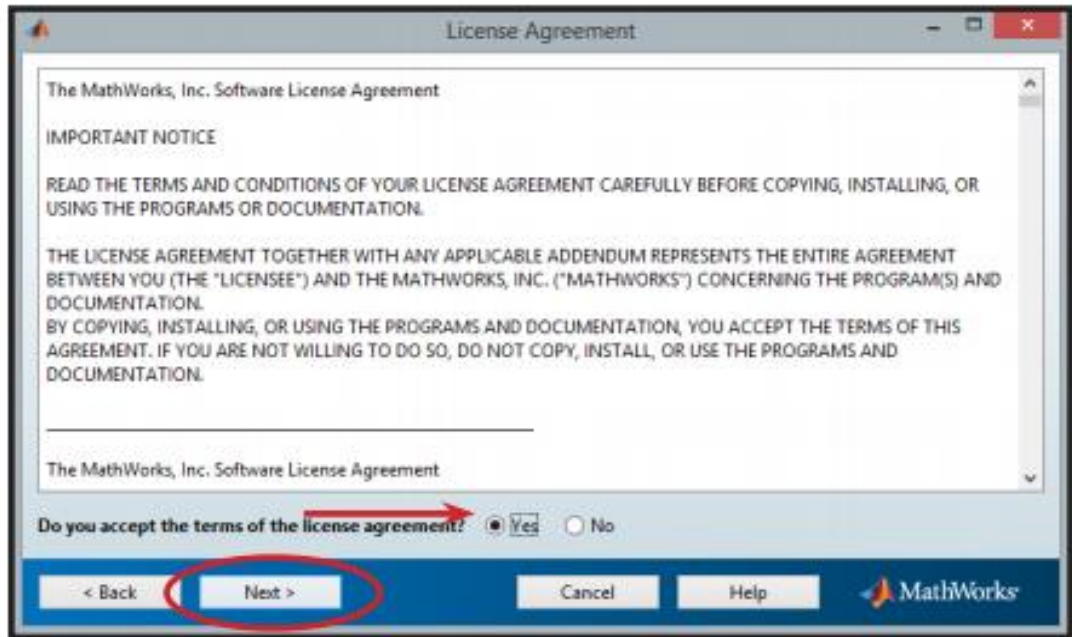 License Agreement
The MathWorks, Inc. Software License Agreement
IMPORTANT NOTICE
READ THE TERMS AND CONDITIONS OF YOUR LICENSE AGREEMENT CAREFULLY BEFORE COPYING, INSTALLING, OR
USING THE PROGRAMS OR DOCUMENTATION.
THE LICENSE AGREEMENT TOGETHER WITH ANY APPLICABLE ADDENDUM REPRESENTS THE ENTIRE AGREEMENT
BETWEEN YOU (THE "LICENSEE") AND THE MATHWORKS, INC. ("MATHWORKS") CONCERNING THE PROGRAM(S) AND
DOCUMENTATION.
BY COPYING, INSTALLING, OR USING THE PROGRAMS AND DOCUMENTATION, YOU ACCEPT THE TERMS OF THIS
AGREEMENT. IF YOU ARE NOT WILLING TO DO SO, DO NOT COPY, INSTALL, OR USE THE PROGRAMS AND
DOCUMENTATION.
The MathWorks, Inc. Software License Agreement
Do you accept the terms of the license agreement? Yes No
< Back Next > Cancel Help MathWorks